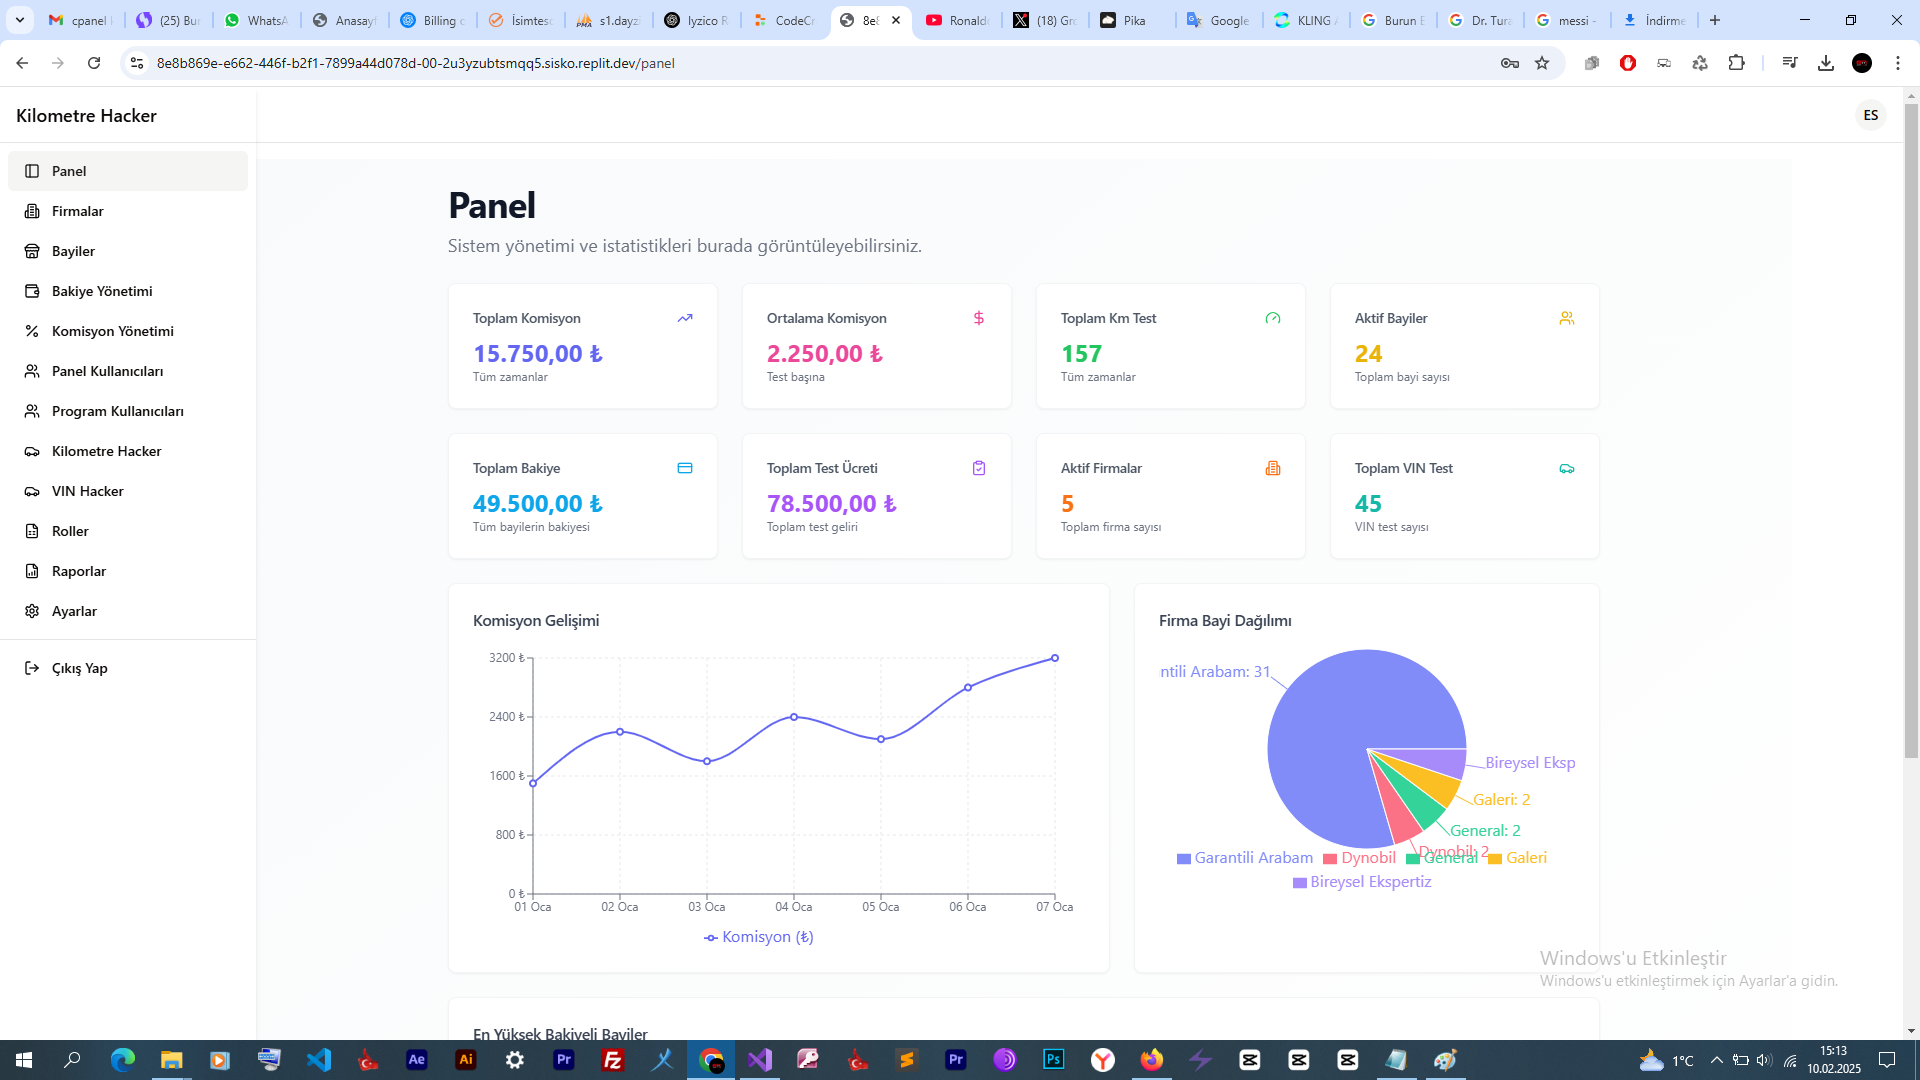 cpanel
(25) Bu
WhatsA
Anasayf
Billing
İsimtes
s1.dayzi
Iyzico R
CodeCr
8e8
Ronald
(18) Gro
Pika
Google
KLING
Burun E
Dr. Tura
messi -
İndirme
8e8b869e-e662-446f-b2f1-7899a44d078d-00-2u3yzubtsmqq5.sisko.replit.dev/panel
Kilometre Hacker
ES
Panel
Firmalar
Bayiler
Bakiye Yönetimi
Komisyon Yönetimi
Panel Kullanıcıları
Program Kullanıcıları
Kilometre Hacker
VIN Hacker
Roller
Raporlar
Ayarlar
Çıkış Yap
Panel
Sistem yönetimi ve istatistikleri burada görüntüleyebilirsiniz.
Toplam Komisyon
15.750,00 ₺
Tüm zamanlar
Ortalama Komisyon
2.250,00 ₺
Test başına
Toplam Km Test
157
Tüm zamanlar
Aktif Bayiler
24
Toplam bayi sayısı
Toplam Bakiye
49.500,00 ₺
Tüm bayilerin bakiyesi
Toplam Test Ücreti
78.500,00 ₺
Toplam test geliri
Aktif Firmalar
5
Toplam firma sayısı
Toplam VIN Test
45
VIN test sayısı
Komisyon Gelişimi
3200 ₺
2400 ₺
1600 ₺
800 ₺
0 ₺
01 Oca 02 Oca 03 Oca 04 Oca 05 Oca 06 Oca 07 Oca
Komisyon (₺)
Firma Bayi Dağılımı
ntili Arabam: 31
Bireysel Eksp
Galeri: 2
General: 2
Dynobil: 2
Garantili Arabam Dynobil General Galeri
Bireysel Ekspertiz
Windows'u Etkinleştir
Windows'u etkinleştirmek için Ayarlar'a gidin.
En Yüksek Bakiyeli Bayiler
1°C
15:13
10.02.2025